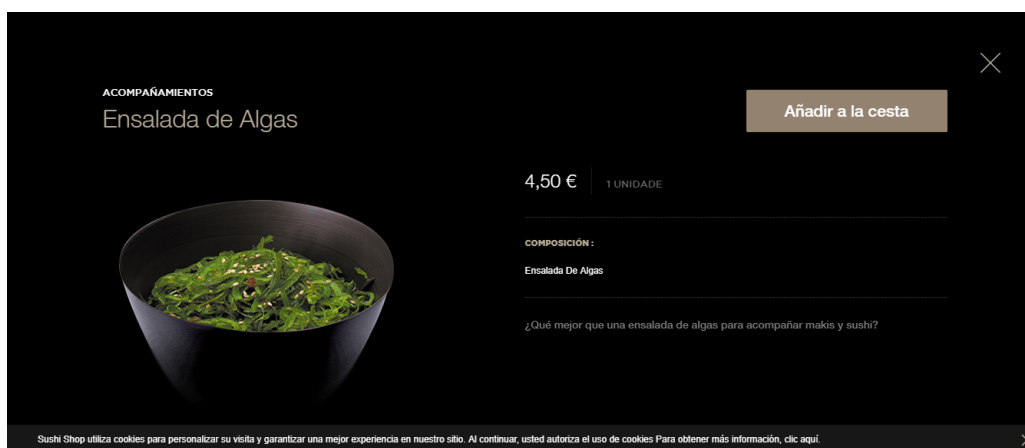 ACOMPAÑAMIENTOS
Ensalada de Algas
Añadir a la cesta
4,50 € 1 UNIDADE
COMPOSICIÓN :
Ensalada De Algas
¿Qué mejor que una ensalada de algas para acompañar makis y sushi?
Sushi Shop utiliza cookies para personalizar su visita y garantizar una mejor experiencia en nuestro sitio. Al continuar, usted autoriza el uso de cookies Para obtener más información, clic aquí.